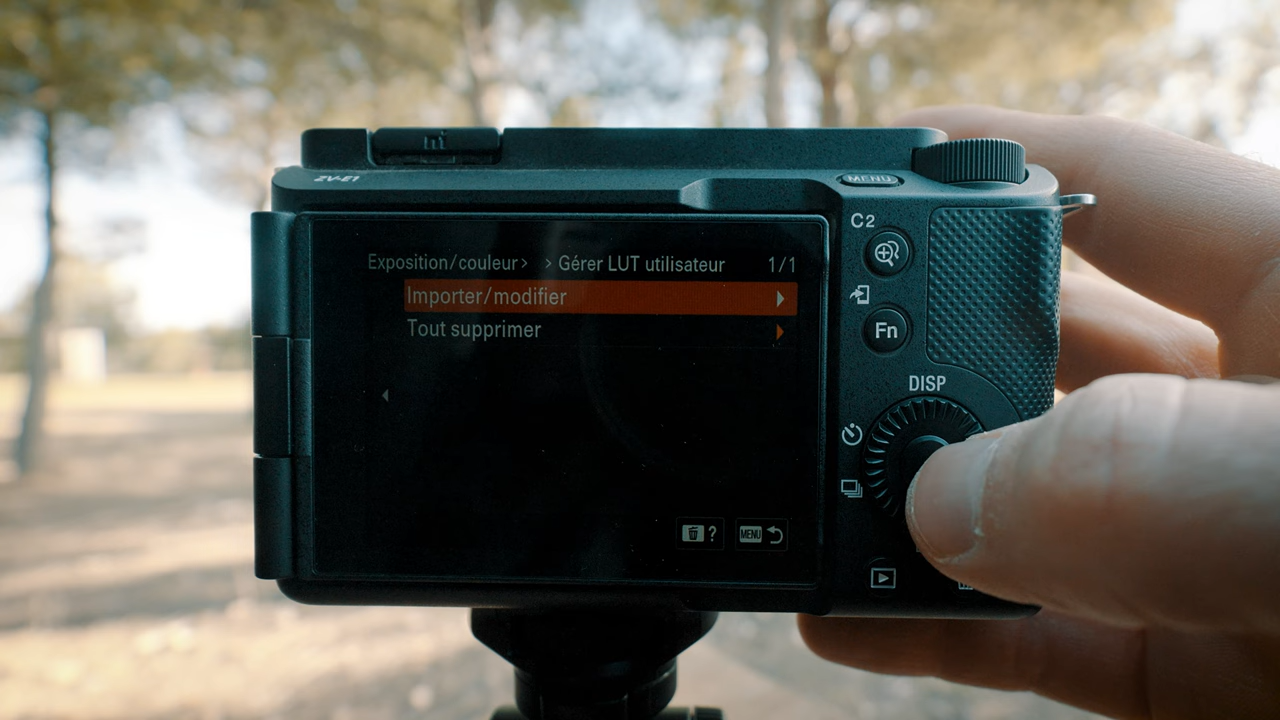 ZV-E1
MENU
C2
Exposition/couleur> > Gérer LUT utilisateur 1/1
Importer/modifier
Tout supprimer
Fn
DISP
? MENU